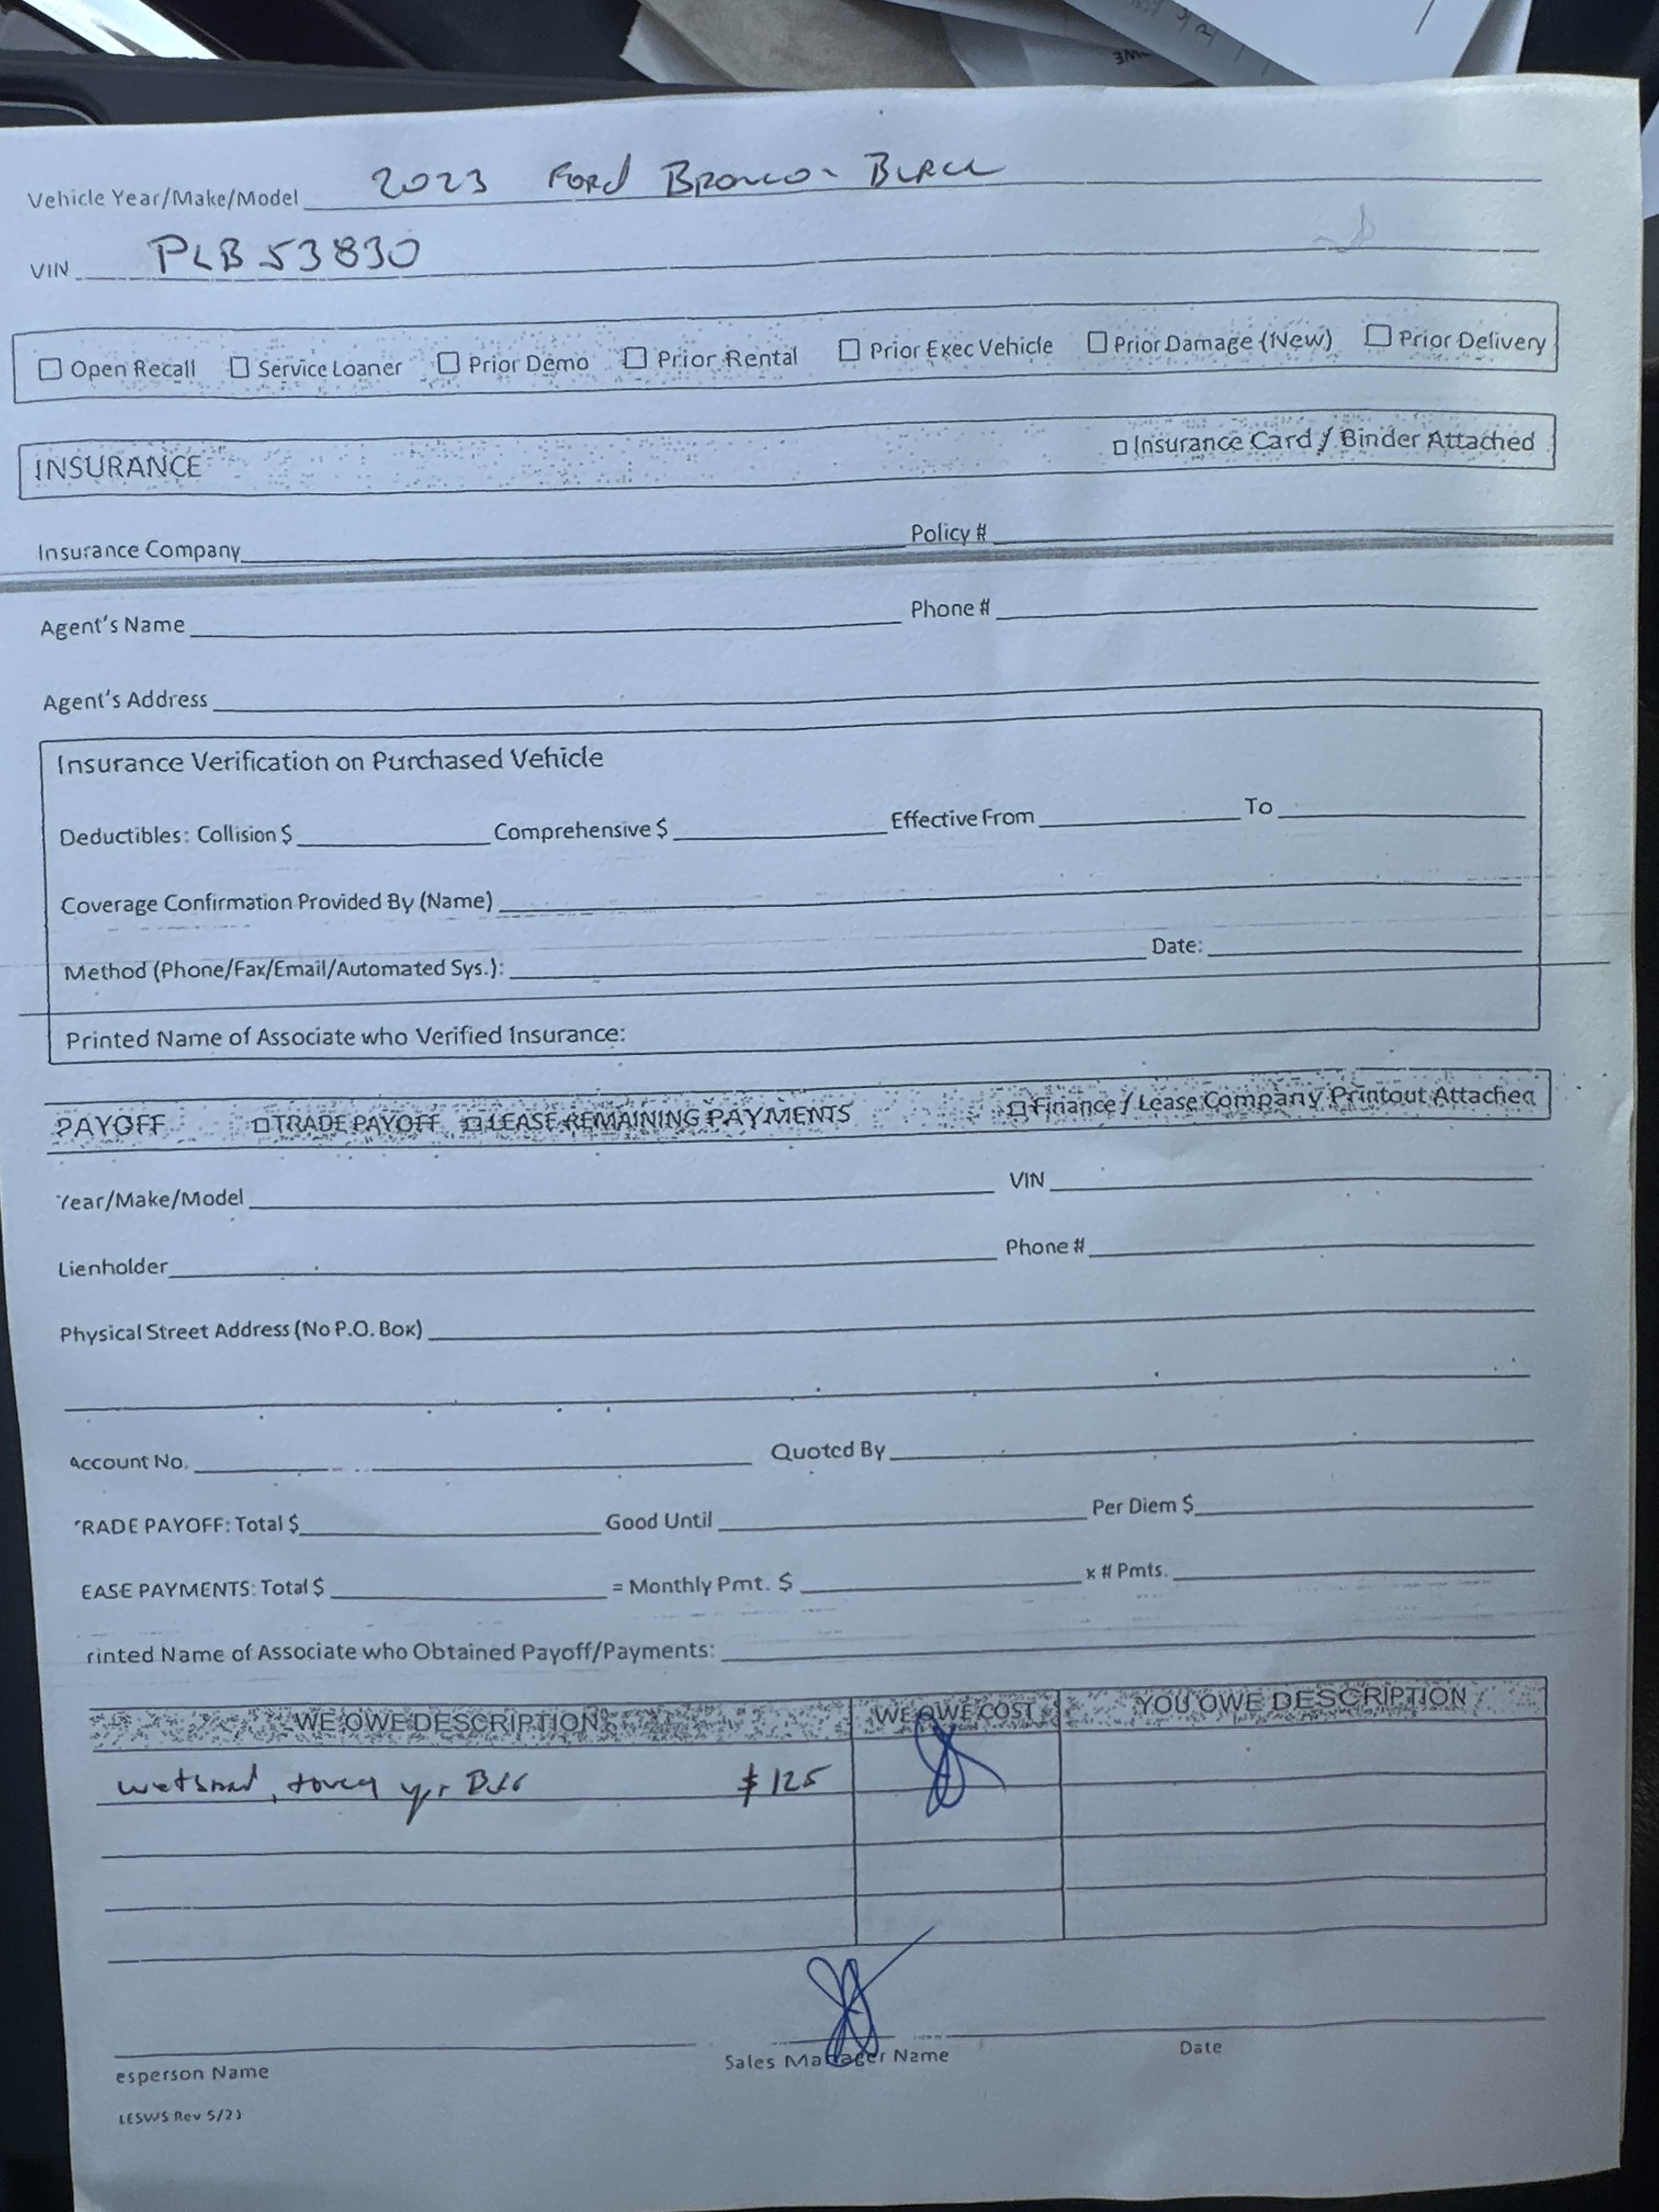 Vehicle Year/Make/Model 2023 Ford Bronco - Black
VIN PLB53830
Open Recall Service Loaner Prior Demo Prior Rental Prior Exec Vehicle Prior Damage (New) Prior Delivery
INSURANCE Insurance Card / Binder Attached
Insurance Company Policy #
Agent's Name Phone #
Agent's Address
Insurance Verification on Purchased Vehicle
Deductibles: Collision $ Comprehensive $ Effective From To
Coverage Confirmation Provided By (Name)
Method (Phone/Fax/Email/Automated Sys.): Date:
Printed Name of Associate who Verified Insurance:
PAYOFF TRADE PAYOFF LEASE REMAINING PAYMENTS Finance / Lease Company Printout Attached
Year/Make/Model VIN
Lienholder Phone #
Physical Street Address (No P.O. Box)
Account No. Quoted By
RADE PAYOFF: Total $ Good Until Per Diem $
EASE PAYMENTS: Total $ = Monthly Pmt. $ x # Pmts.
rinted Name of Associate who Obtained Payoff/Payments:
WE OWE DESCRIPTION WE OWE COST YOU OWE DESCRIPTION
wetsand, $125
esperson Name Sales Manager Name Date
LESWS Rev 5/23